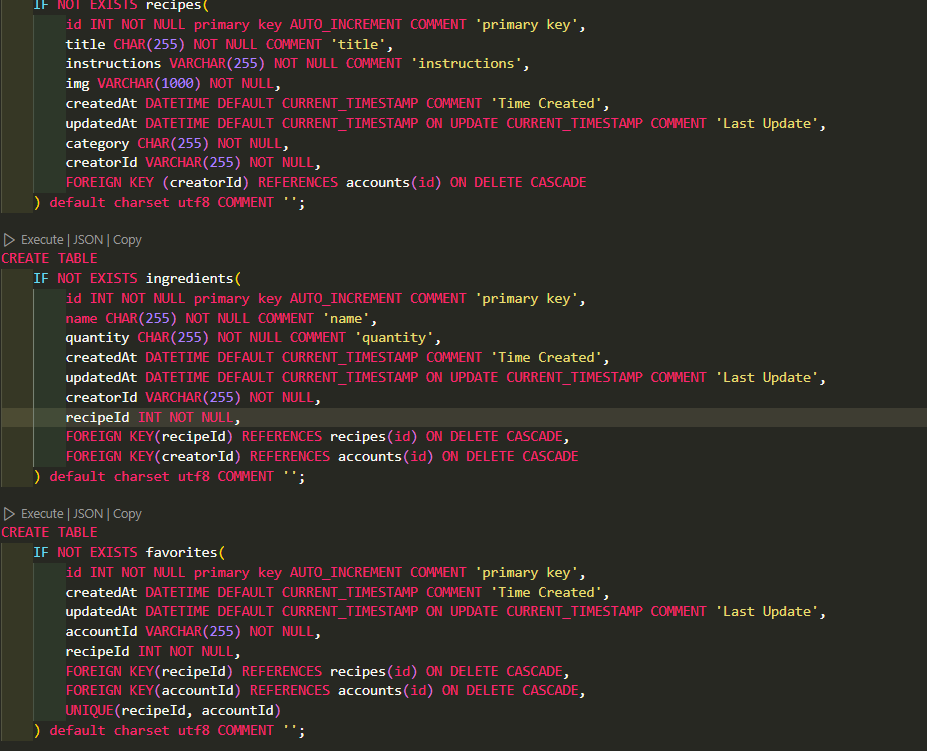 IF NOT EXISTS recipes(
id INT NOT NULL primary key AUTO_INCREMENT COMMENT 'primary key',
title CHAR(255) NOT NULL COMMENT 'title',
instructions VARCHAR(255) NOT NULL COMMENT 'instructions',
img VARCHAR(1000) NOT NULL,
createdAt DATETIME DEFAULT CURRENT_TIMESTAMP COMMENT 'Time Created',
updatedAt DATETIME DEFAULT CURRENT_TIMESTAMP ON UPDATE CURRENT_TIMESTAMP COMMENT 'Last Update',
category CHAR(255) NOT NULL,
creatorId VARCHAR(255) NOT NULL,
FOREIGN KEY (creatorId) REFERENCES accounts(id) ON DELETE CASCADE
) default charset utf8 COMMENT '';
Execute | JSON | Copy
CREATE TABLE
IF NOT EXISTS ingredients(
id INT NOT NULL primary key AUTO_INCREMENT COMMENT 'primary key',
name CHAR(255) NOT NULL COMMENT 'name',
quantity CHAR(255) NOT NULL COMMENT 'quantity',
createdAt DATETIME DEFAULT CURRENT_TIMESTAMP COMMENT 'Time Created',
updatedAt DATETIME DEFAULT CURRENT_TIMESTAMP ON UPDATE CURRENT_TIMESTAMP COMMENT 'Last Update',
creatorId VARCHAR(255) NOT NULL,
recipeId INT NOT NULL,
FOREIGN KEY(recipeId) REFERENCES recipes(id) ON DELETE CASCADE,
FOREIGN KEY(creatorId) REFERENCES accounts(id) ON DELETE CASCADE
) default charset utf8 COMMENT '';
Execute | JSON | Copy
CREATE TABLE
IF NOT EXISTS favorites(
id INT NOT NULL primary key AUTO_INCREMENT COMMENT 'primary key',
createdAt DATETIME DEFAULT CURRENT_TIMESTAMP COMMENT 'Time Created',
updatedAt DATETIME DEFAULT CURRENT_TIMESTAMP ON UPDATE CURRENT_TIMESTAMP COMMENT 'Last Update',
accountId VARCHAR(255) NOT NULL,
recipeId INT NOT NULL,
FOREIGN KEY(recipeId) REFERENCES recipes(id) ON DELETE CASCADE,
FOREIGN KEY(accountId) REFERENCES accounts(id) ON DELETE CASCADE,
UNIQUE(recipeId, accountId)
) default charset utf8 COMMENT '';